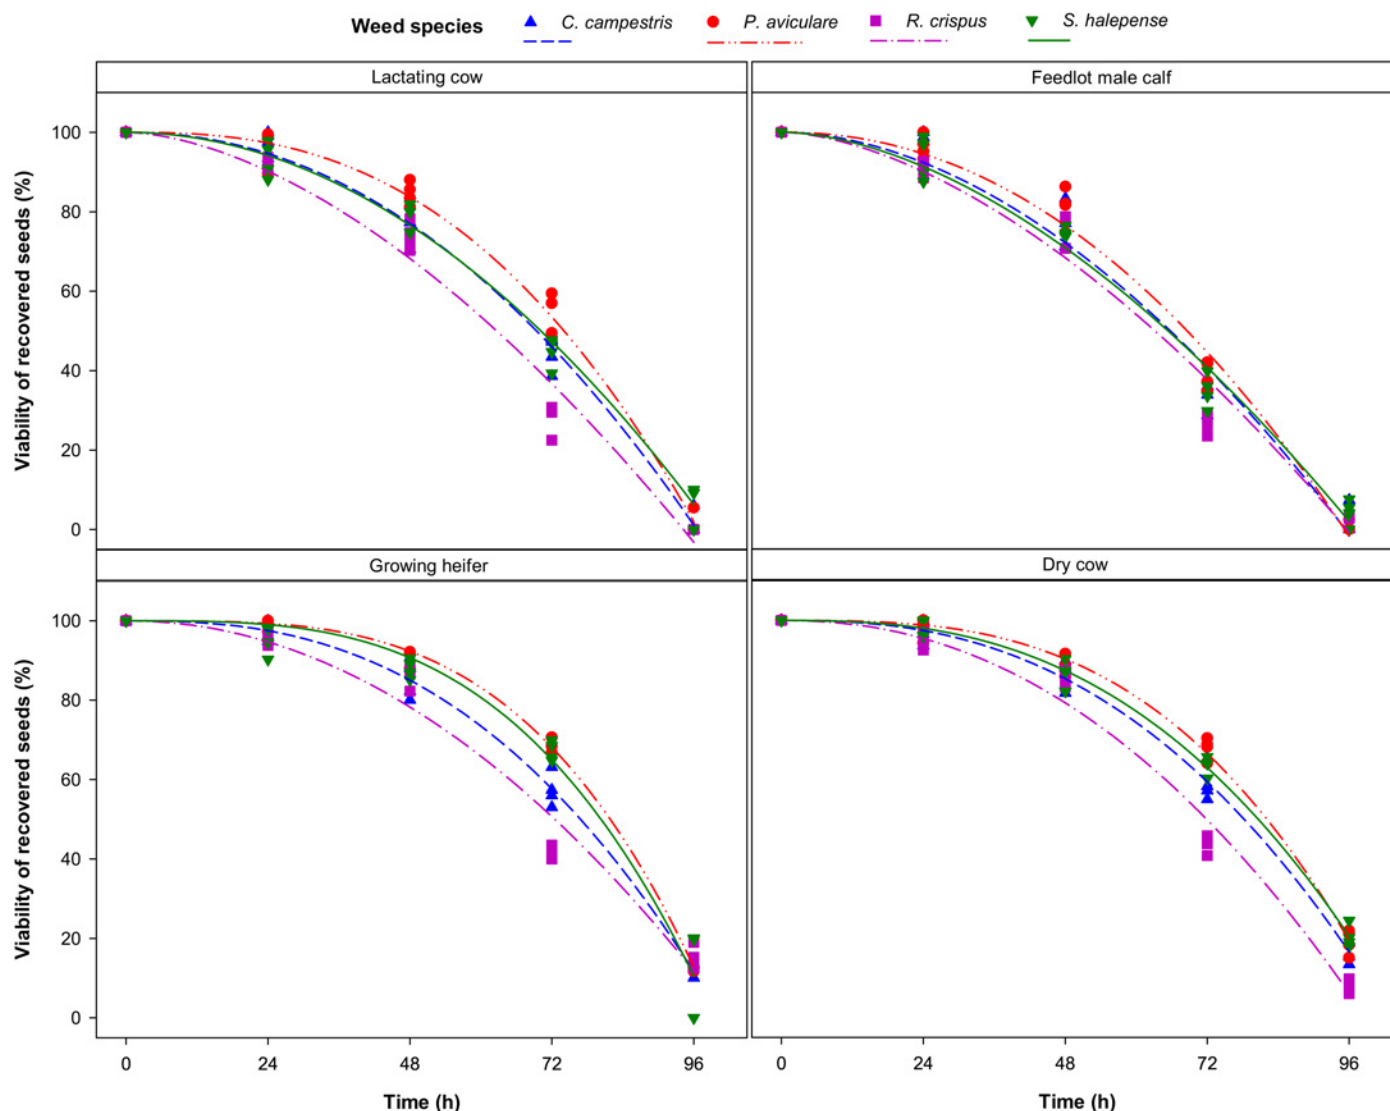 Weed species C. campestris P. aviculare R. crispus S. halepense
Lactating cow Feedlot male calf
100
80
60
40
20
0
Viability of recovered seeds (%)
Growing heifer Dry cow
100
80
60
40
20
0
Viability of recovered seeds (%)
0 24 48 72 96 0 24 48 72 96
Time (h) Time (h)